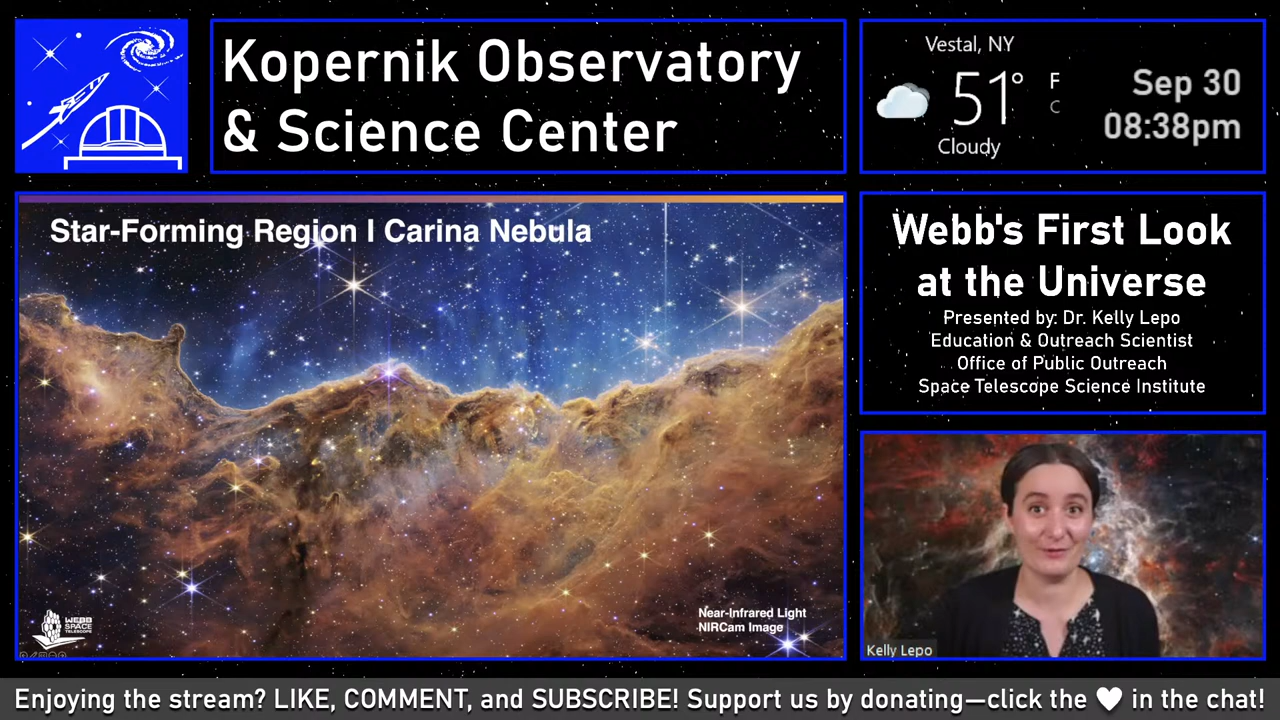 Kopernik Observatory
& Science Center
Vestal, NY
51° F
C
Cloudy
Sep 30
08:38pm
Star-Forming Region | Carina Nebula
WEBB
SPACE
TELESCOPE
Near-Infrared Light
NIRCam Image
Webb's First Look
at the Universe
Presented by: Dr. Kelly Lepo
Education & Outreach Scientist
Office of Public Outreach
Space Telescope Science Institute
Kelly Lepo
Enjoying the stream? LIKE, COMMENT, and SUBSCRIBE! Support us by donating—click the ♥ in the chat!